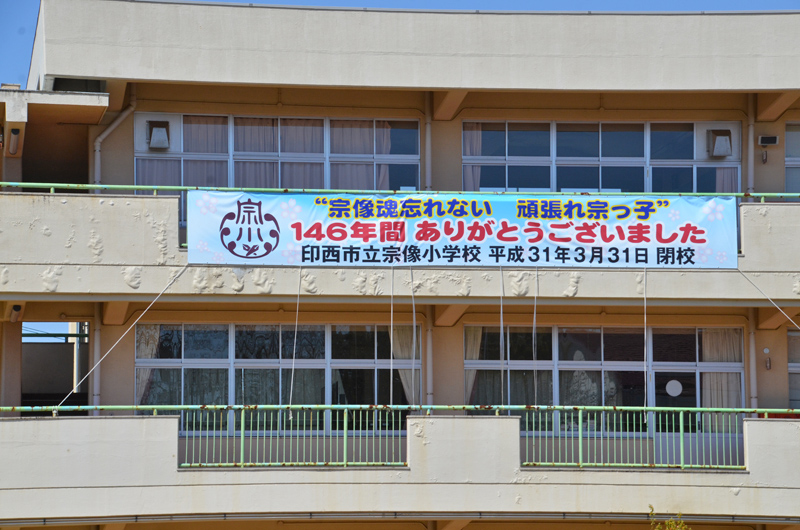 “宗像魂忘れない　頑張れ宗っ子”
146年間 ありがとうございました
宗小
印西市立宗像小学校 平成31年3月31日 閉校